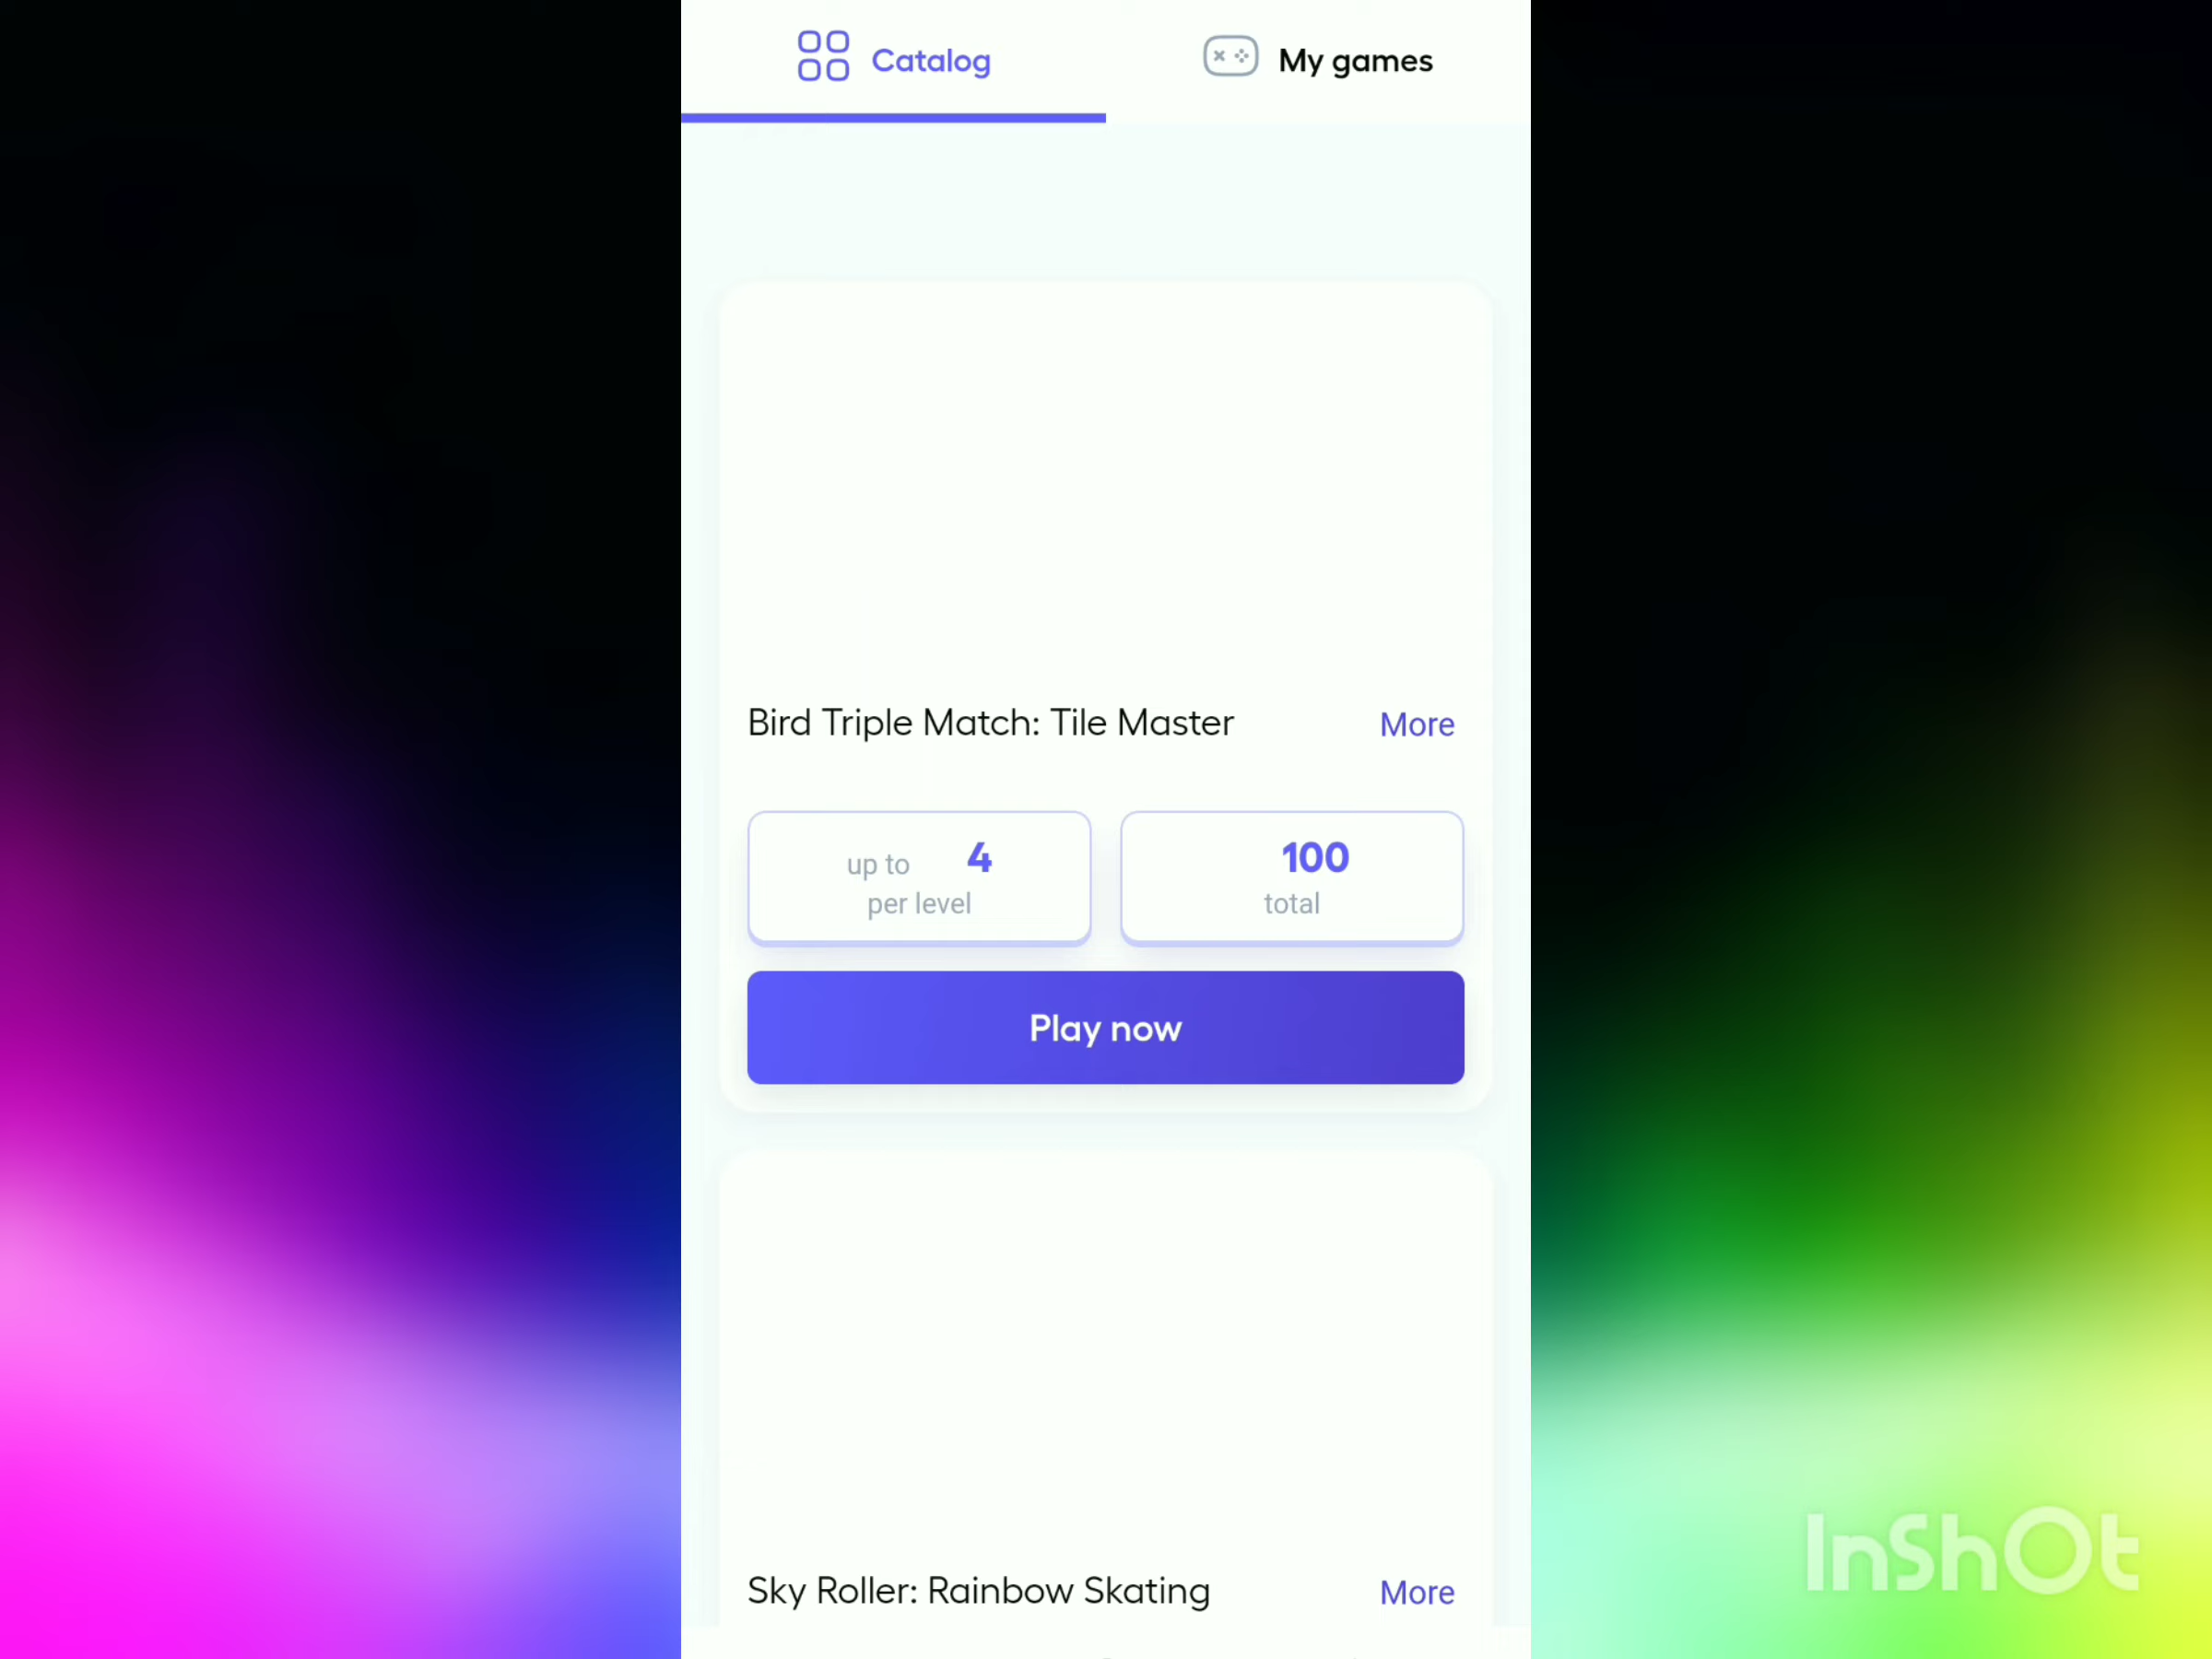 Catalog
My games
Bird Triple Match: Tile Master
More
up to 4
per level
100
total
Play now
Sky Roller: Rainbow Skating
More
InShOt